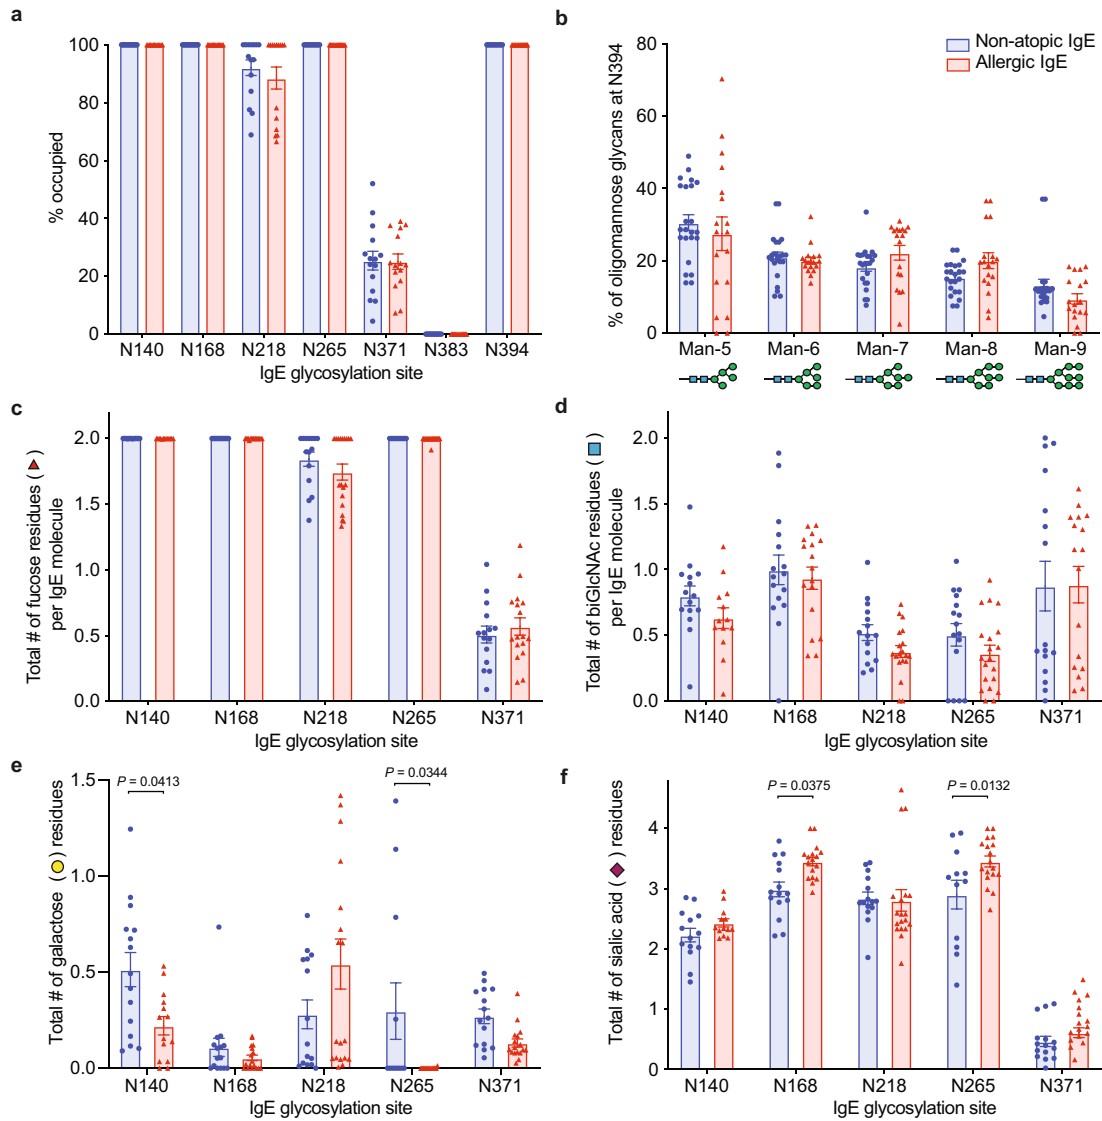 a
% occupied
100
80
60
40
20
0
N140 N168 N218 N265 N371 N383 N394
IgE glycosylation site
b
% of oligomannose glycans at N394
80
60
40
20
0
Non-atopic IgE
Allergic IgE
Man-5 Man-6 Man-7 Man-8 Man-9
c
Total # of fucose residues ( )
per IgE molecule
2.0
1.5
1.0
0.5
0.0
N140 N168 N218 N265 N371
IgE glycosylation site
d
Total # of biGlcNAc residues ( )
per IgE molecule
2.0
1.5
1.0
0.5
0.0
N140 N168 N218 N265 N371
IgE glycosylation site
e
Total # of galactose ( ) residues
1.5
1.0
0.5
0.0
P = 0.0413
P = 0.0344
N140 N168 N218 N265 N371
IgE glycosylation site
f
Total # of sialic acid ( ) residues
4
3
2
1
0
P = 0.0375
P = 0.0132
N140 N168 N218 N265 N371
IgE glycosylation site